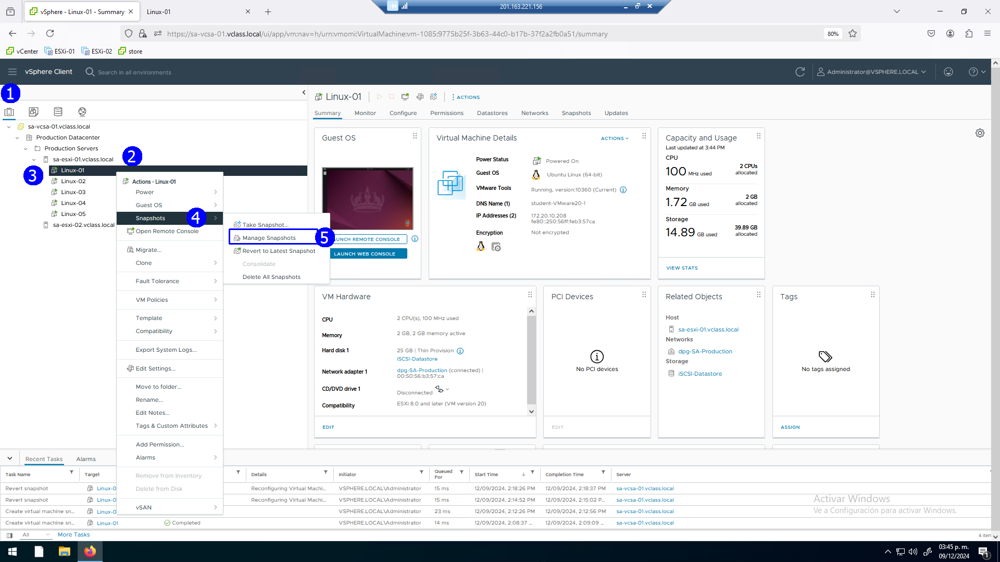 vSphere - Linux-01 - Summary
Linux-01
201.163.221.156
https://sa-vcsa-01.vclass.local/ui/app/vm;nav=h/urn:vmomi:VirtualMachine:vm-1085:9775b25f-3b63-44c0-b17b-37f2a2fb0a51/summary
80%
vCenter
ESXi-01
ESXi-02
store
vSphere Client
Search in all environments
Administrator@VSPHERE.LOCAL
1
sa-vcsa-01.vclass.local
Production Datacenter
Production Servers
sa-esxi-01.vclass.local
2
3
Linux-01
Linux-02
Linux-03
Linux-04
Linux-05
sa-esxi-02.vclass.local
Actions - Linux-01
Power
Guest OS
Snapshots
4
Open Remote Console
Migrate...
Clone
Fault Tolerance
VM Policies
Template
Compatibility
Export System Logs...
Edit Settings...
Move to folder...
Rename...
Edit Notes...
Tags & Custom Attributes
Add Permission...
Alarms
Remove from Inventory
Delete from Disk
vSAN
Take Snapshot...
Manage Snapshots
5
Revert to Latest Snapshot
Consolidate
Delete All Snapshots
Linux-01
ACTIONS
Summary
Monitor
Configure
Permissions
Datastores
Networks
Snapshots
Updates
Guest OS
REMOTE CONSOLE
LAUNCH WEB CONSOLE
Virtual Machine Details
ACTIONS
Power Status
Powered On
Guest OS
Ubuntu Linux (64-bit)
VMware Tools
Running, version:10360 (Current)
DNS Name (1)
student-VMware20-1
IP Addresses (2)
172.20.10.208
fe80::250:56ff:feb3:57ca
Encryption
Not encrypted
Capacity and Usage
Last updated at 3:44 PM
CPU
100 MHz used
2 CPUs
allocated
Memory
1.72 GB used
2 GB
allocated
Storage
14.89 GB used
39.89 GB
allocated
VIEW STATS
VM Hardware
CPU
2 CPU(s), 100 MHz used
Memory
2 GB, 2 GB memory active
Hard disk 1
25 GB | Thin Provision
iSCSI-Datastore
Network adapter 1
dpg-SA-Production (connected) |
00:50:56:b3:57:ca
CD/DVD drive 1
Disconnected
Compatibility
ESXi 8.0 and later (VM version 20)
EDIT
PCI Devices
No PCI devices
EDIT
Related Objects
Host
sa-esxi-01.vclass.local
Networks
dpg-SA-Production
Storage
iSCSI-Datastore
Tags
No tags assigned
ASSIGN
Recent Tasks
Alarms
Task Name
Target
Details
Initiator
Queued
For
Start Time
Completion Time
Server
Revert snapshot
Linux-0
Reconfiguring Virtual Machi...
VSPHERE.LOCAL\Administrator
15 ms
12/09/2024, 2:18:26 PM
12/09/2024, 2:18:37 PM
sa-vcsa-01.vclass.local
Revert snapshot
Linux-0
Reconfiguring Virtual Machi...
VSPHERE.LOCAL\Administrator
15 ms
12/09/2024, 2:14:52 PM
12/09/2024, 2:15:02 P...
sa-vcsa-01.vclass.local
Create virtual machine sn...
Linux-0
VSPHERE.LOCAL\Administrator
23 ms
12/09/2024, 2:12:26 PM
12/09/2024, 2:12:56 PM
sa-vcsa-01.vclass.local
Create virtual machine sn...
Linux-01
Completed
VSPHERE.LOCAL\Administrator
14 ms
12/09/2024, 2:08:37 ...
12/09/2024, 2:09:09 ...
sa-vcsa-01.vclass.local
Activar Windows
Ve a Configuración para activar Windows.
All
More Tasks
4 item
03:45 p. m.
09/12/2024
1